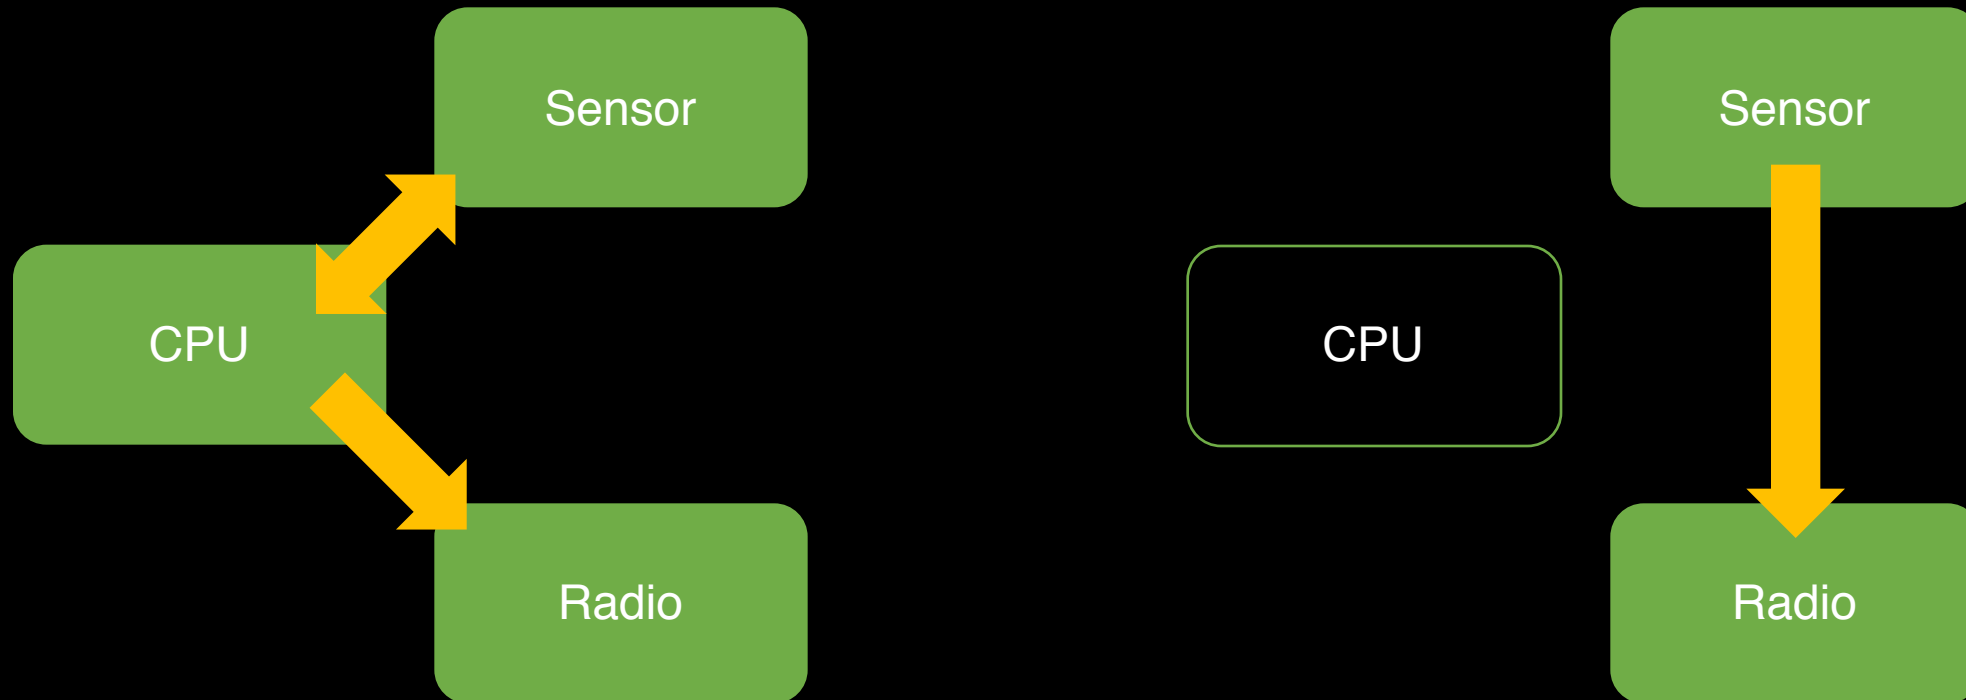 Sensor
CPU
Radio
Sensor
CPU
Radio